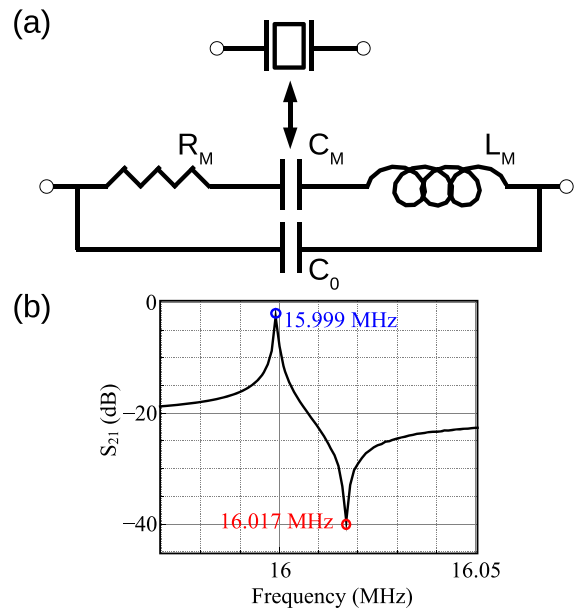 (a)
R_M C_M L_M
C_0
(b)
0
15.999 MHz
−20
S_21 (dB)
16.017 MHz
−40
16 16.05
Frequency (MHz)